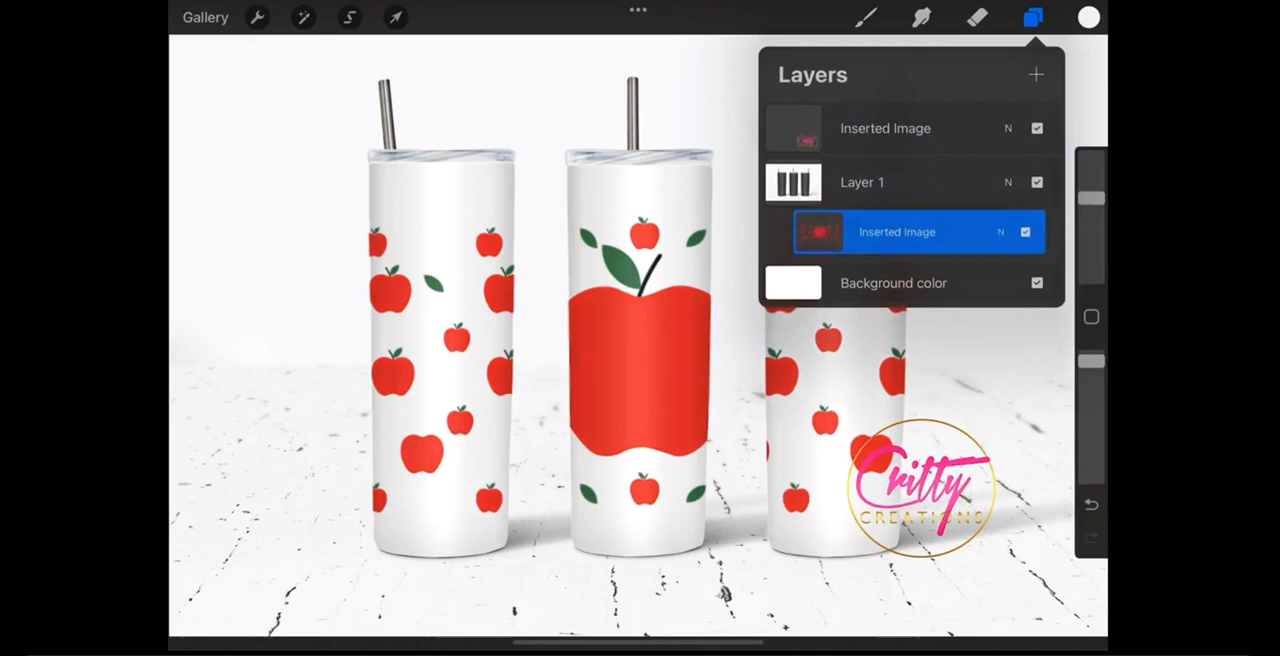 Gallery
Layers
Inserted Image N
Layer 1 N
Inserted Image N
Background color
Critty
CREATIONS